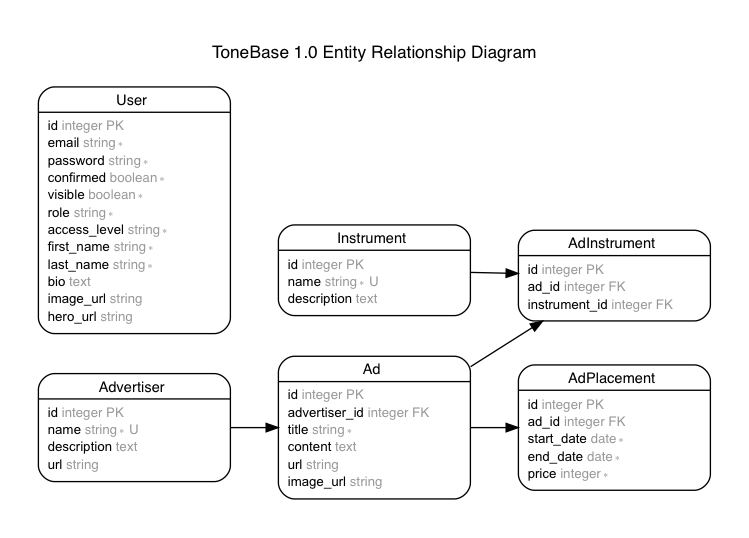 ToneBase 1.0 Entity Relationship Diagram
User
id integer PK
email string *
password string *
confirmed boolean *
visible boolean *
role string *
access_level string *
first_name string *
last_name string *
bio text
image_url string
hero_url string
Advertiser
id integer PK
name string * U
description text
url string
Instrument
id integer PK
name string * U
description text
Ad
id integer PK
advertiser_id integer FK
title string *
content text
url string
image_url string
AdInstrument
id integer PK
ad_id integer FK
instrument_id integer FK
AdPlacement
id integer PK
ad_id integer FK
start_date date *
end_date date *
price integer *